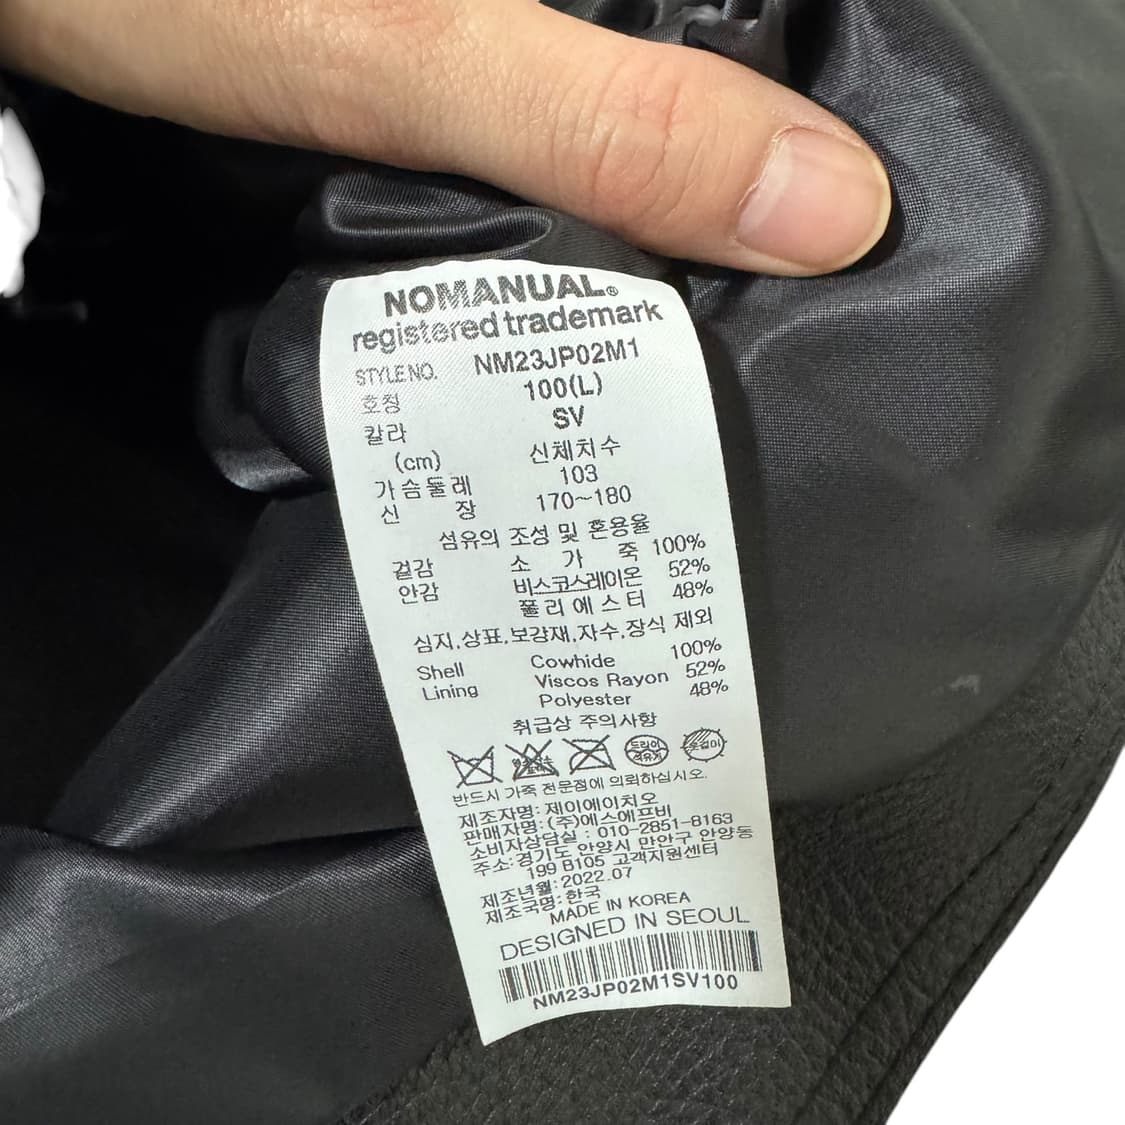 NOMANUAL®
registered trademark
STYLE NO. NM23JP02M1
호칭 100(L)
칼라 SV
(cm) 신체치수
가슴둘레 103
신 장 170~180
섬유의 조성 및 혼용율
겉감 소 가 죽 100%
안감 비스코스레이온 52%
폴리에스터 48%
심지,상표,보강재,자수,장식 제외
Shell Cowhide 100%
Lining Viscos Rayon 52%
Polyester 48%
취급상 주의사항
드라이
석유계 옷걸이
반드시 가죽 전문점에 의뢰하십시오.
제조자명: 제이에이치오
판매자명: (주)에스에프비
소비자상담실 : 010-2851-8163
주소: 경기도 안양시 만안구 안양동
199 B105 고객지원센터
제조년월: 2022.07
제조국명: 한국
MADE IN KOREA
DESIGNED IN SEOUL
NM23JP02M1SV100